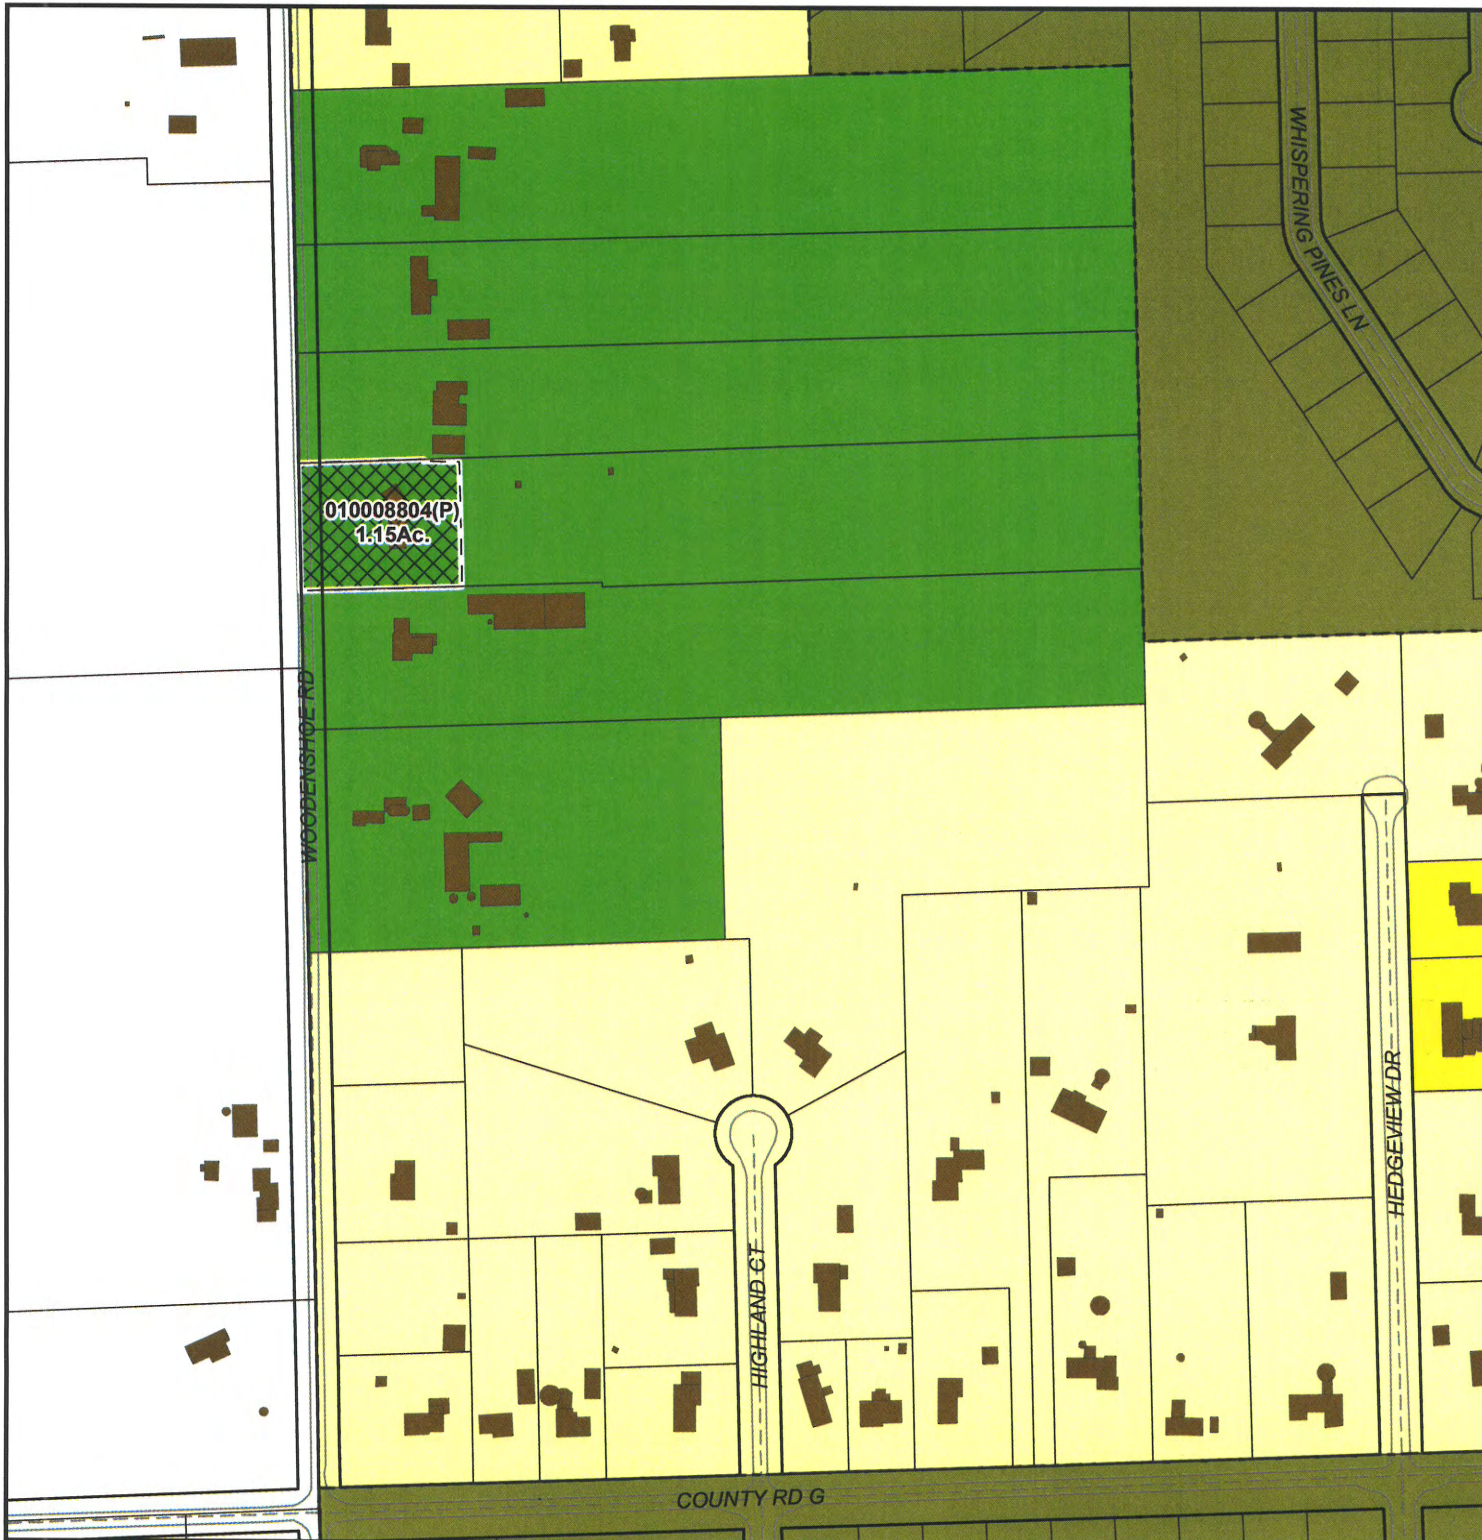 WHISPERING PINES LN
010008804(P)
1.15Ac.
WOODENSHOE RD
HEDGEVIEW DR
HIGHLAND CT
COUNTY RD G